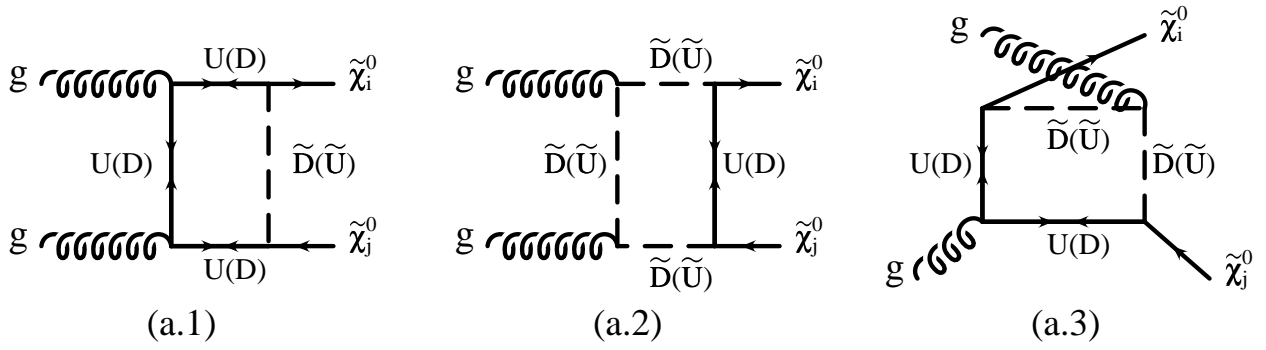 g
U(D)
χ̃⁰ᵢ
U(D)
D̃(Ũ)
g
U(D)
χ̃⁰ⱼ
(a.1)
g
D̃(Ũ)
χ̃⁰ᵢ
D̃(Ũ)
U(D)
g
D̃(Ũ)
χ̃⁰ⱼ
(a.2)
g
χ̃⁰ᵢ
D̃(Ũ)
U(D)
D̃(Ũ)
g
U(D)
χ̃⁰ⱼ
(a.3)